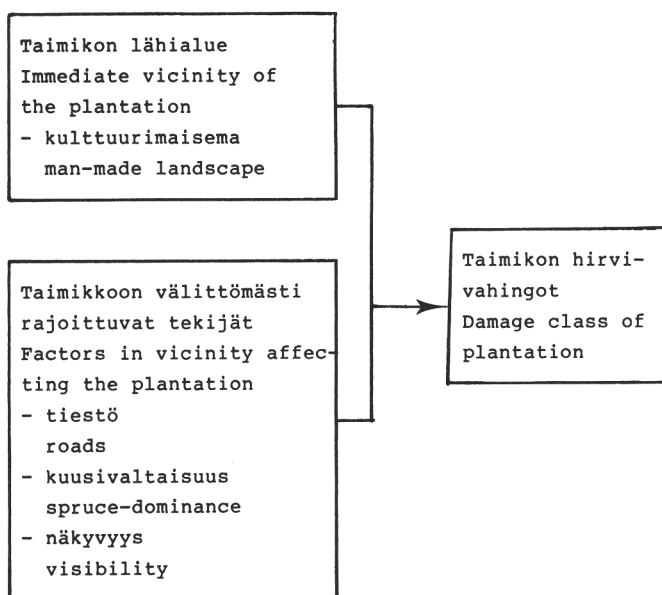 Taimikon lähialue
Immediate vicinity of
the plantation
- kulttuurimaisema
man-made landscape
Taimikkoon välittömästi
rajoittuvat tekijät
Factors in vicinity affec-
ting the plantation
- tiestö
roads
- kuusivaltaisuus
spruce-dominance
- näkyvyys
visibility
Taimikon hirvi-
vahingot
Damage class of
plantation